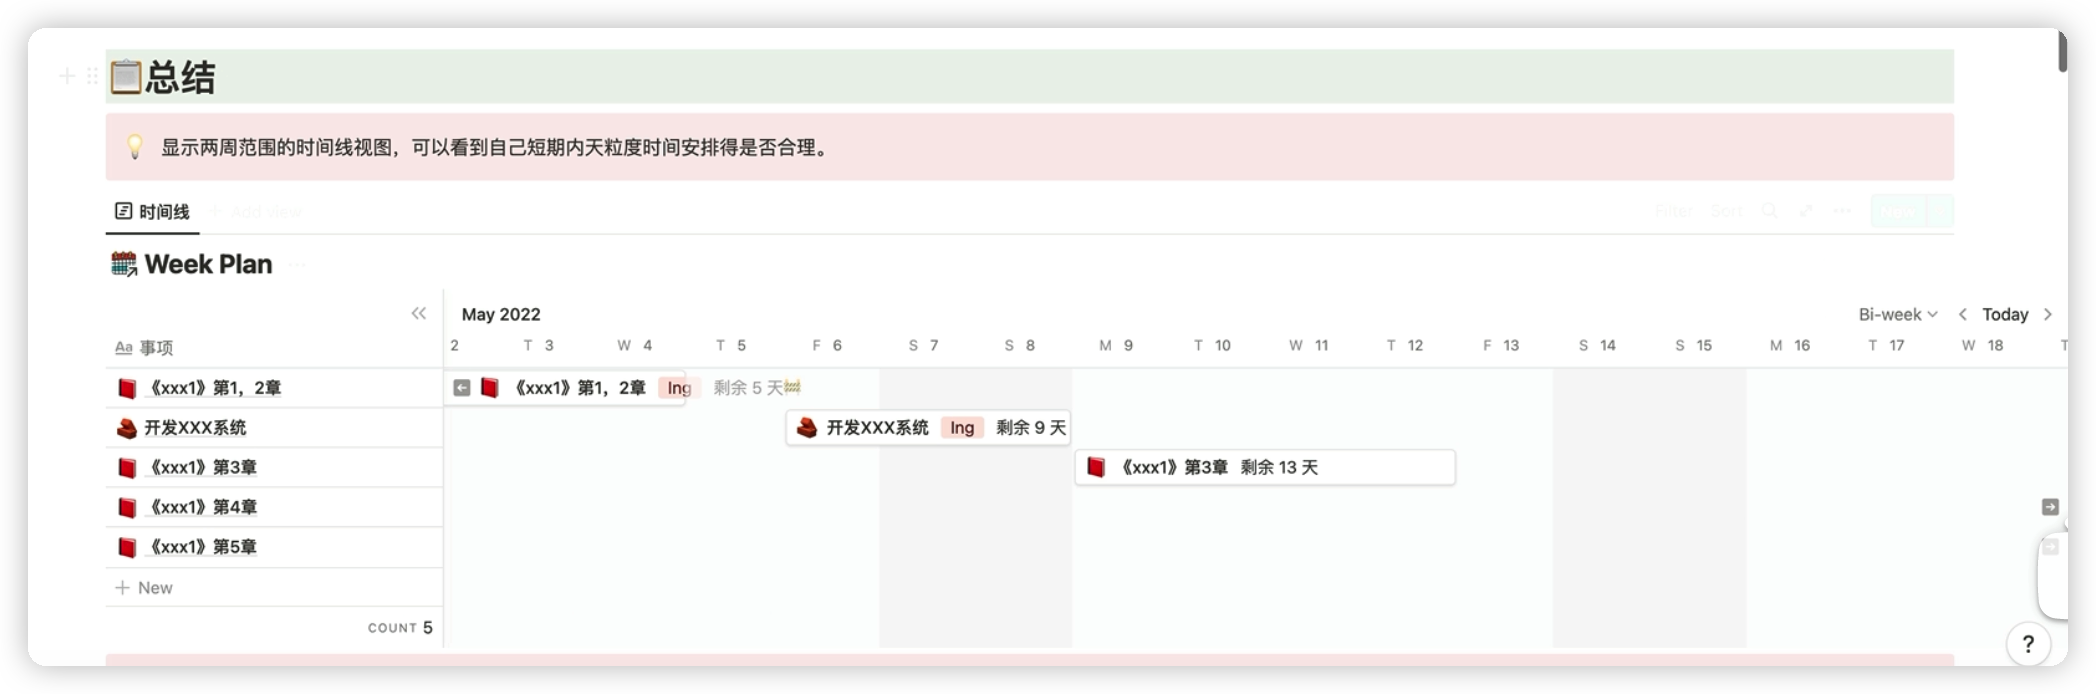 总结
显示两周范围的时间线视图，可以看到自己短期内天粒度时间安排得是否合理。
时间线 + Add view Filter Sort
Week Plan
May 2022 Bi-week Today
Aa 事项 2 T 3 W 4 T 5 F 6 S 7 S 8 M 9 T 10 W 11 T 12 F 13 S 14 S 15 M 16 T 17 W 18 T
《xxx1》第1，2章 《xxx1》第1，2章 Ing 剩余 5 天
开发XXX系统 开发XXX系统 Ing 剩余 9 天
《xxx1》第3章 《xxx1》第3章 剩余 13 天
《xxx1》第4章
《xxx1》第5章
+ New
COUNT 5
?